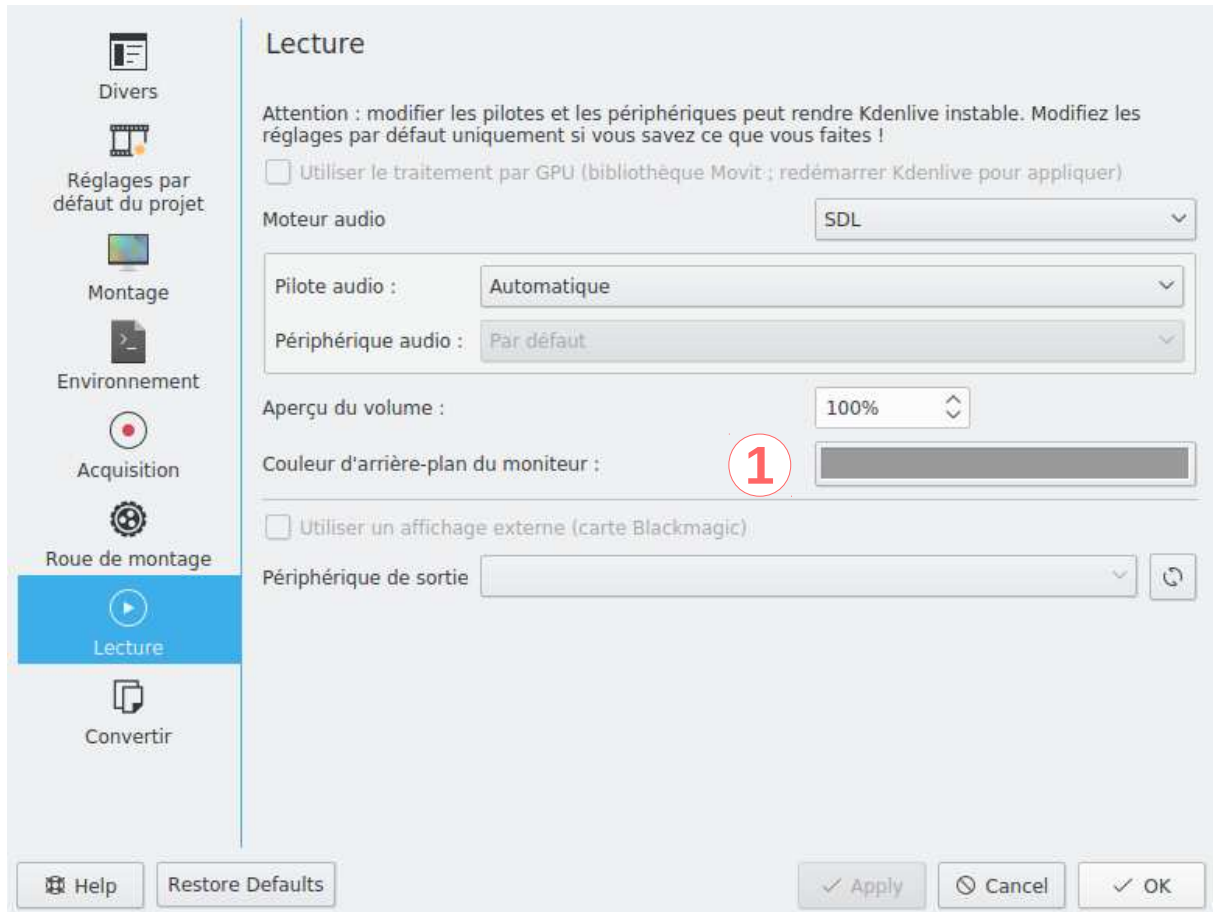 Divers
Réglages par
défaut du projet
Montage
Environnement
Acquisition
Roue de montage
Lecture
Convertir
Lecture
Attention : modifier les pilotes et les périphériques peut rendre Kdenlive instable. Modifiez les
réglages par défaut uniquement si vous savez ce que vous faites !
Utiliser le traitement par GPU (bibliothèque Movit ; redémarrer Kdenlive pour appliquer)
Moteur audio SDL
Pilote audio : Automatique
Périphérique audio : Par défaut
Aperçu du volume : 100%
Couleur d'arrière-plan du moniteur : 1
Utiliser un affichage externe (carte Blackmagic)
Périphérique de sortie
Help Restore Defaults Apply Cancel OK